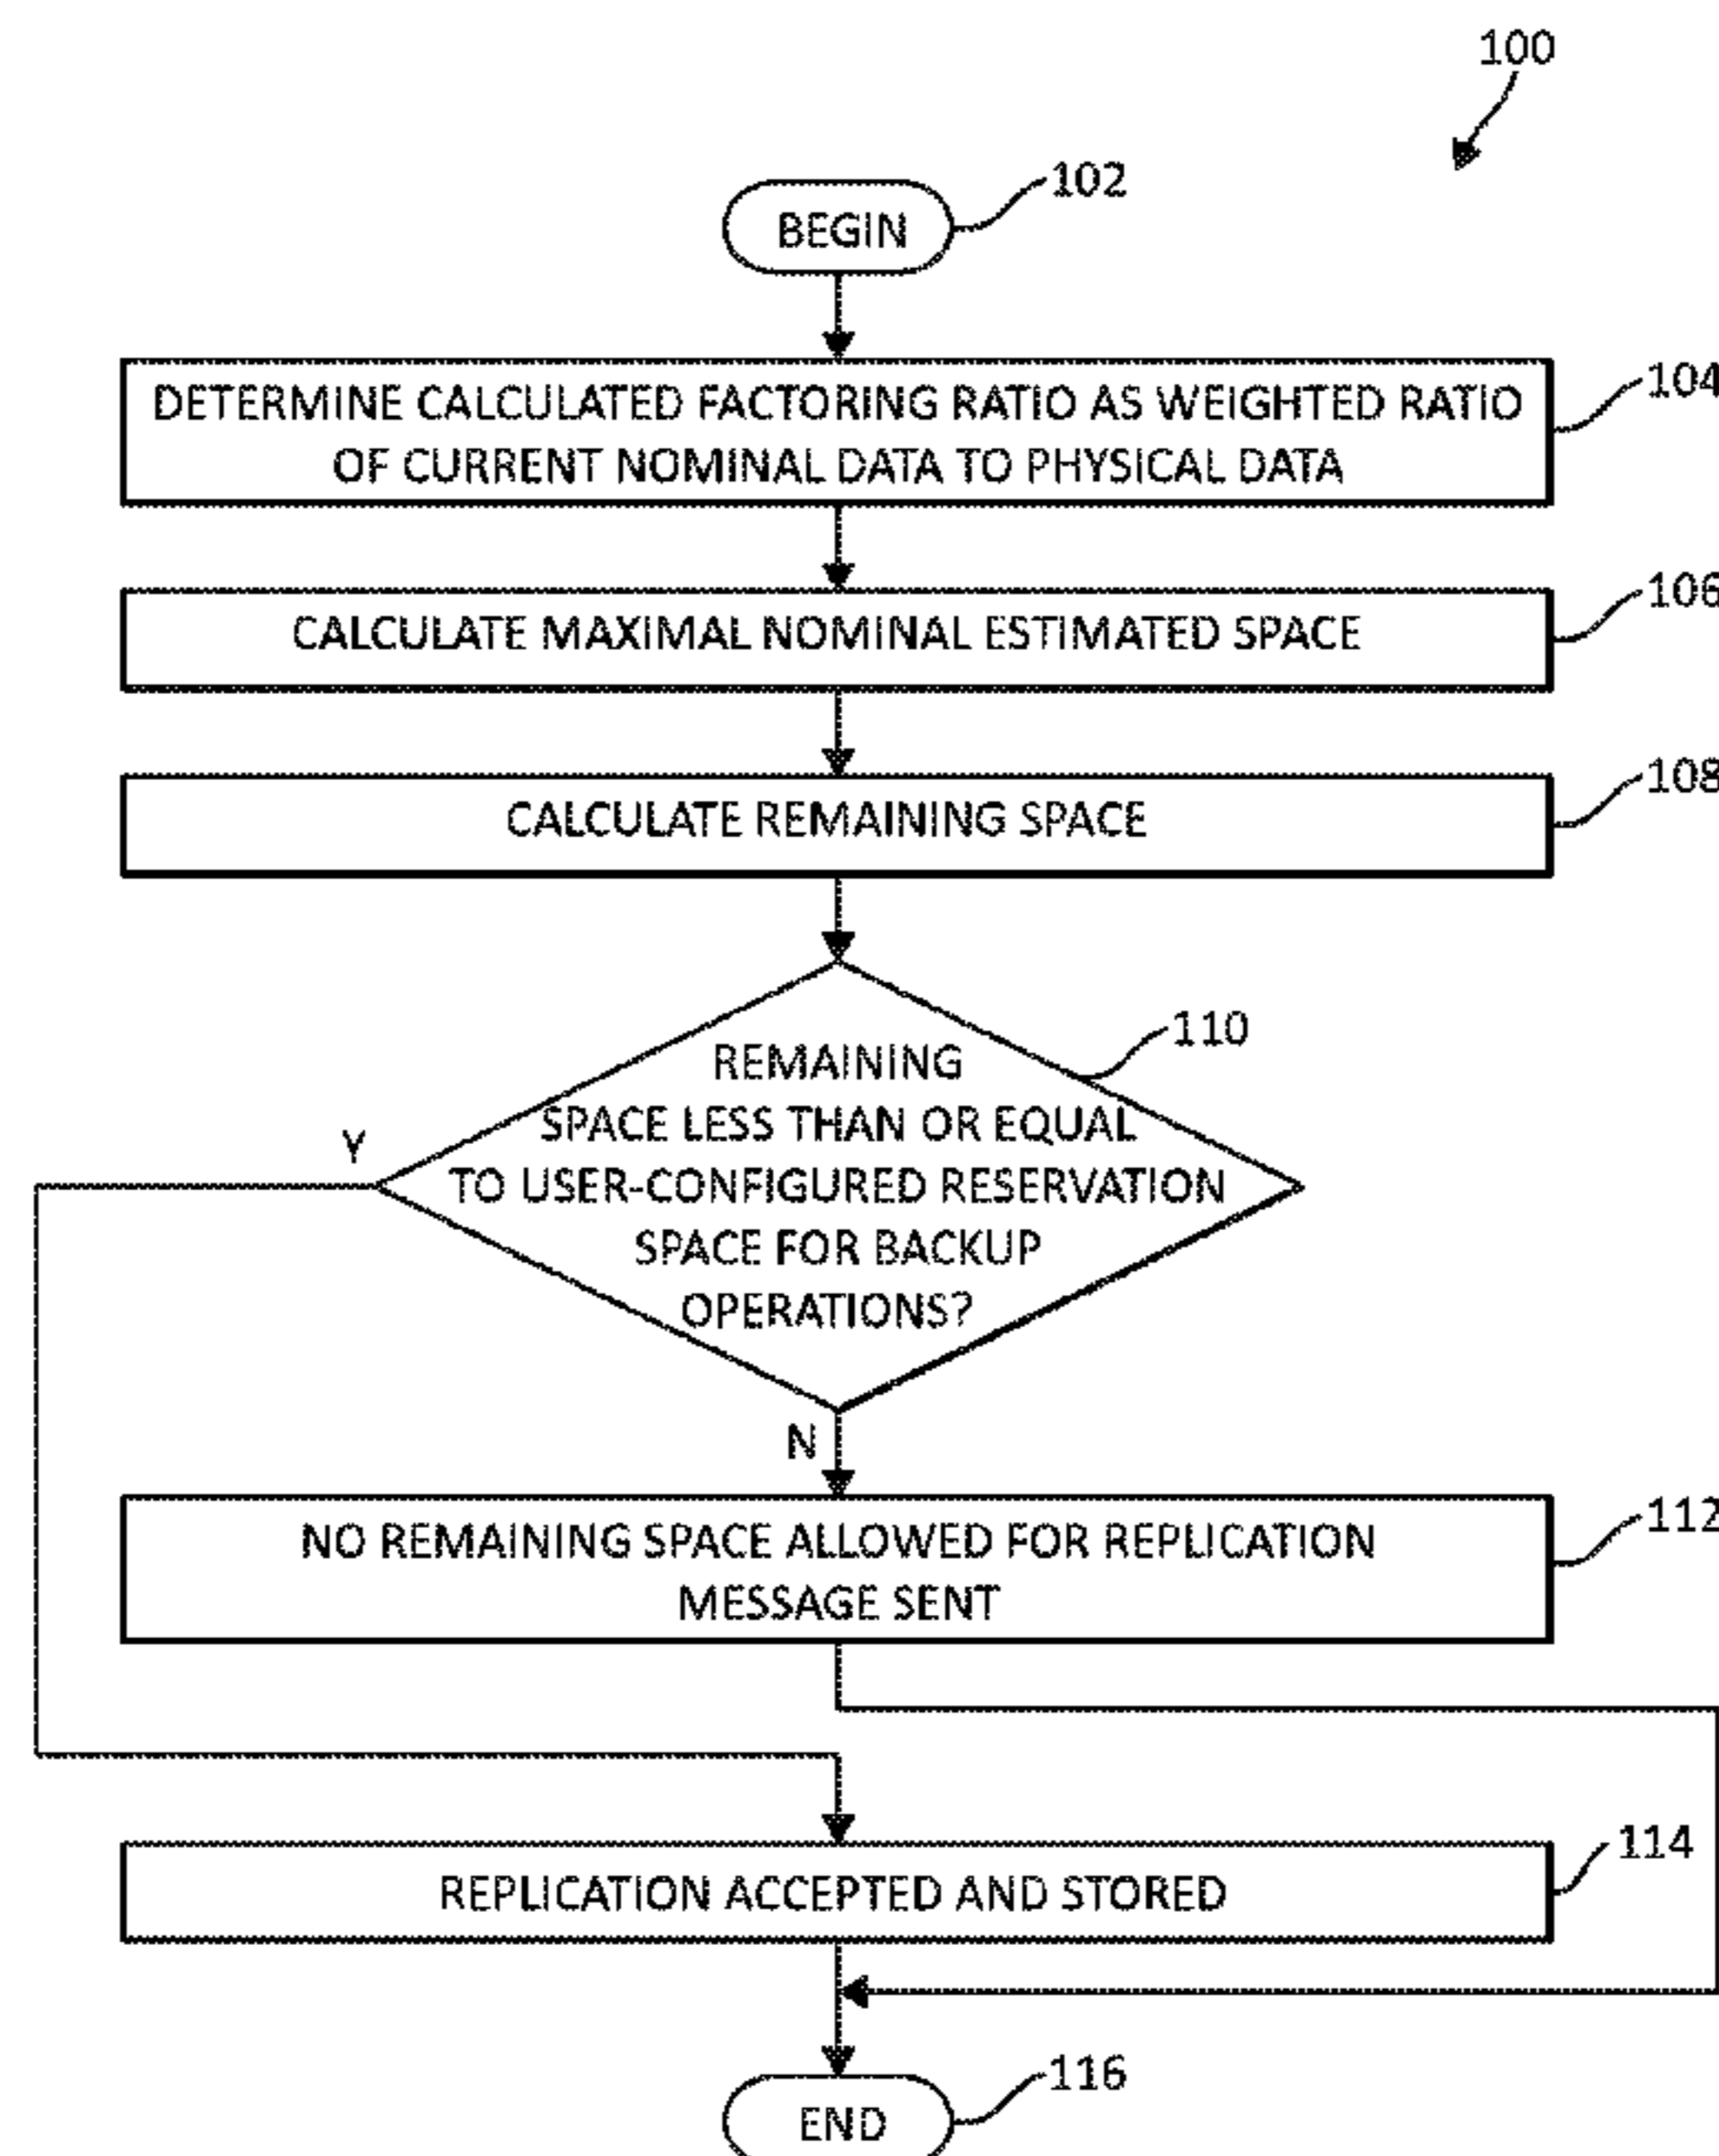 100
BEGIN
102
DETERMINE CALCULATED FACTORING RATIO AS WEIGHTED RATIO
OF CURRENT NOMINAL DATA TO PHYSICAL DATA
104
CALCULATE MAXIMAL NOMINAL ESTIMATED SPACE
106
CALCULATE REMAINING SPACE
108
REMAINING
SPACE LESS THAN OR EQUAL
TO USER-CONFIGURED RESERVATION
SPACE FOR BACKUP
OPERATIONS?
110
Y
N
NO REMAINING SPACE ALLOWED FOR REPLICATION
MESSAGE SENT
112
REPLICATION ACCEPTED AND STORED
114
END
116